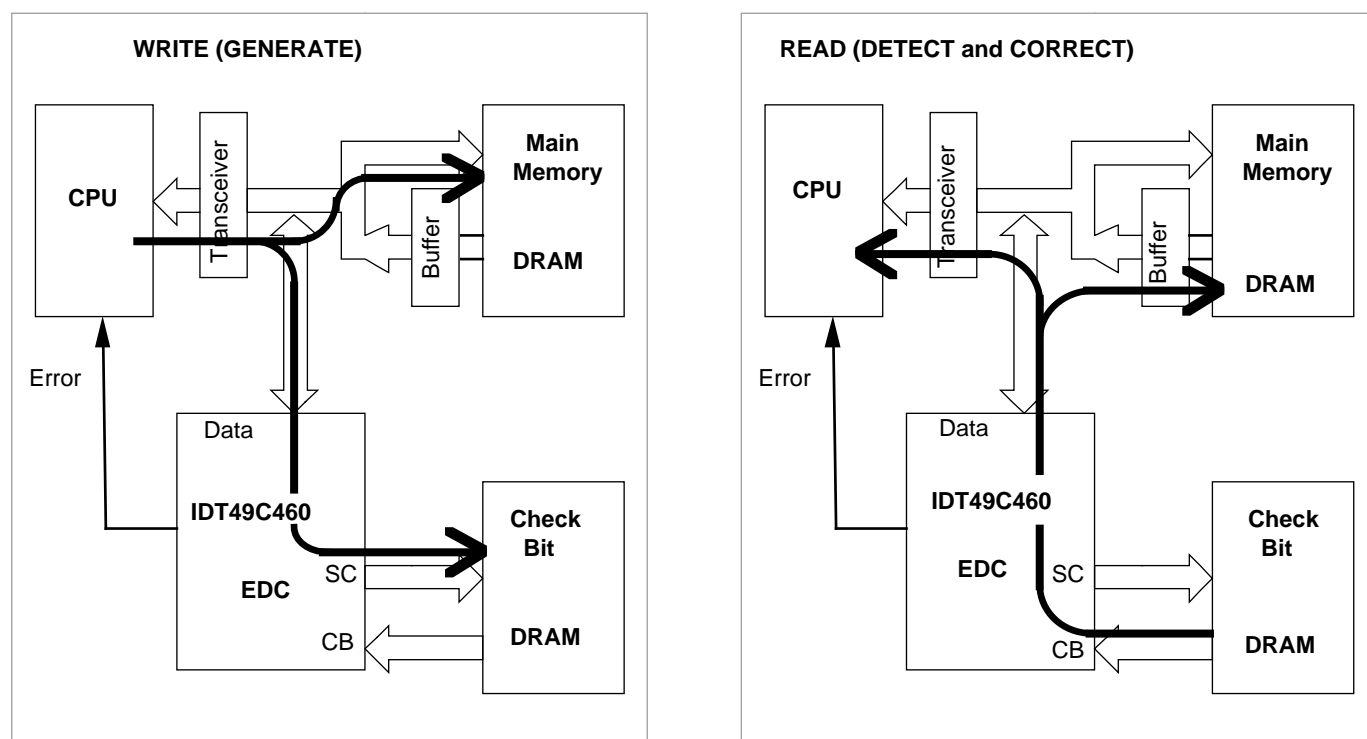 WRITE (GENERATE)
CPU
Transceiver
Main
Memory
Buffer
DRAM
Error
Data
IDT49C460
EDC
SC
CB
Check
Bit
DRAM
READ (DETECT and CORRECT)
CPU
Transceiver
Main
Memory
Buffer
DRAM
Error
Data
IDT49C460
EDC
SC
CB
Check
Bit
DRAM